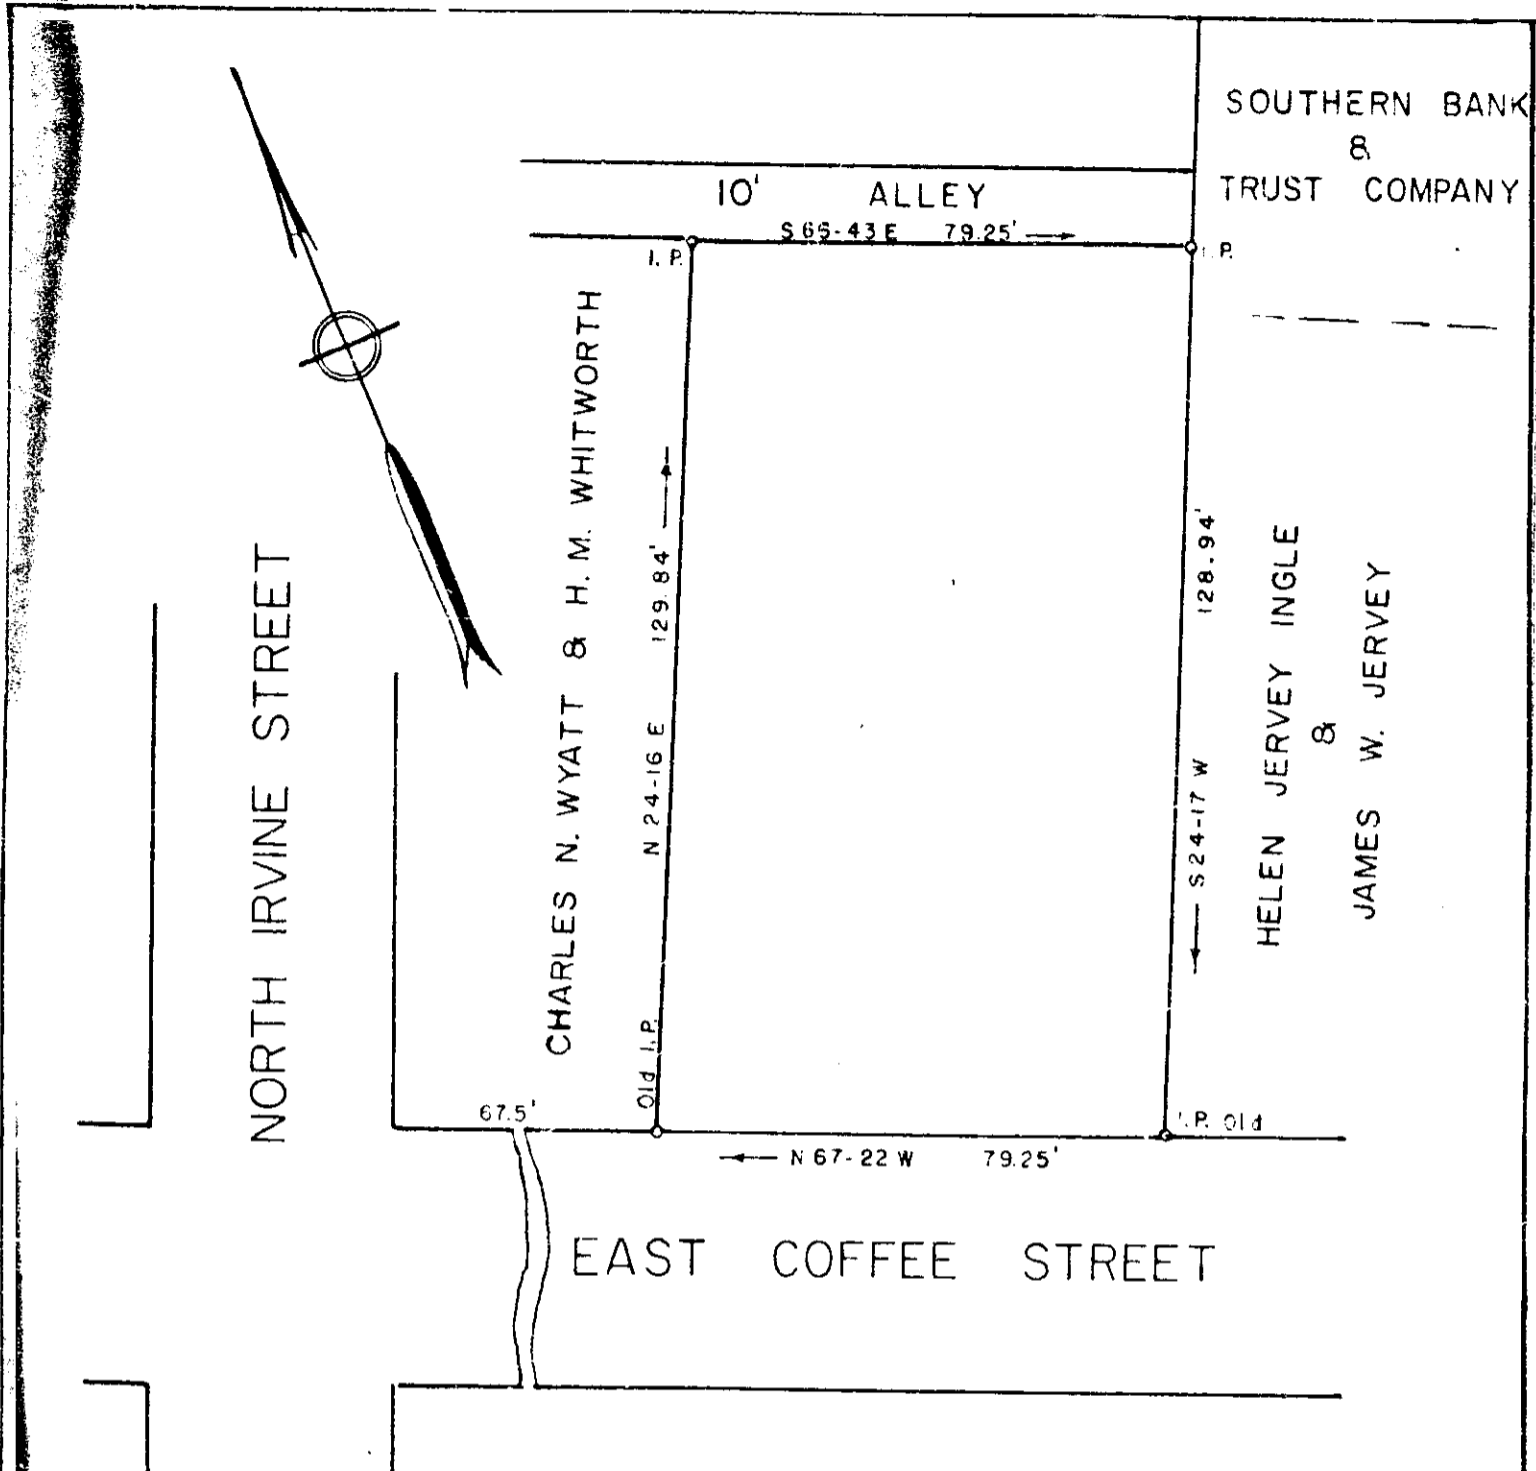 SOUTHERN BANK
&
TRUST COMPANY
10' ALLEY
S 66-43 E 79.25'
I. P.
I. P.
CHARLES N. WYATT & H. M. WHITWORTH
N 24-16 E 129.84'
128.94'
S 24-17 W
HELEN JERVEY INGLE
&
JAMES W. JERVEY
NORTH IRVINE STREET
Old I.P.
67.5'
I.P. Old
N 67-22 W 79.25'
EAST COFFEE STREET